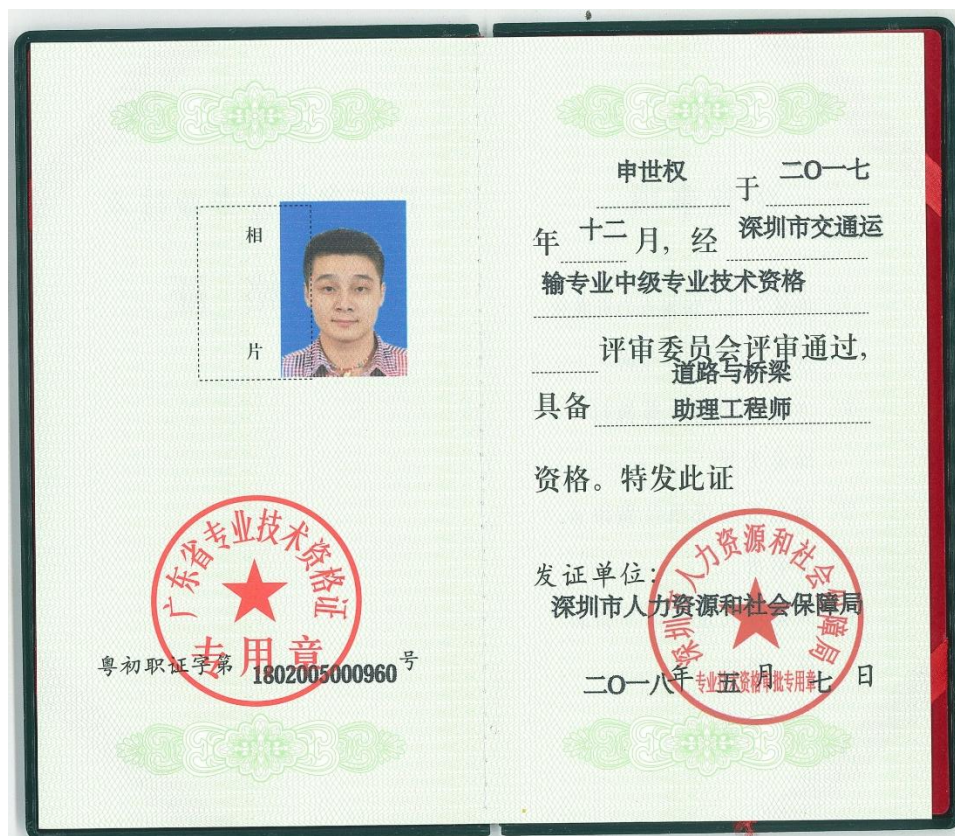 相
片
广东省专业技术资格证
专用章
粤初职证字第 1802005000960 号
申世权 于 二O一七
年 十二 月，经 深圳市交通运
输专业中级专业技术资格
评审委员会评审通过，
道路与桥梁
具备 助理工程师
资格。特发此证
发证单位：
深圳市人力资源和社会保障局
二O一八年 五 月 七 日
深圳市人力资源和社会保障局
专业技术资格审批专用章